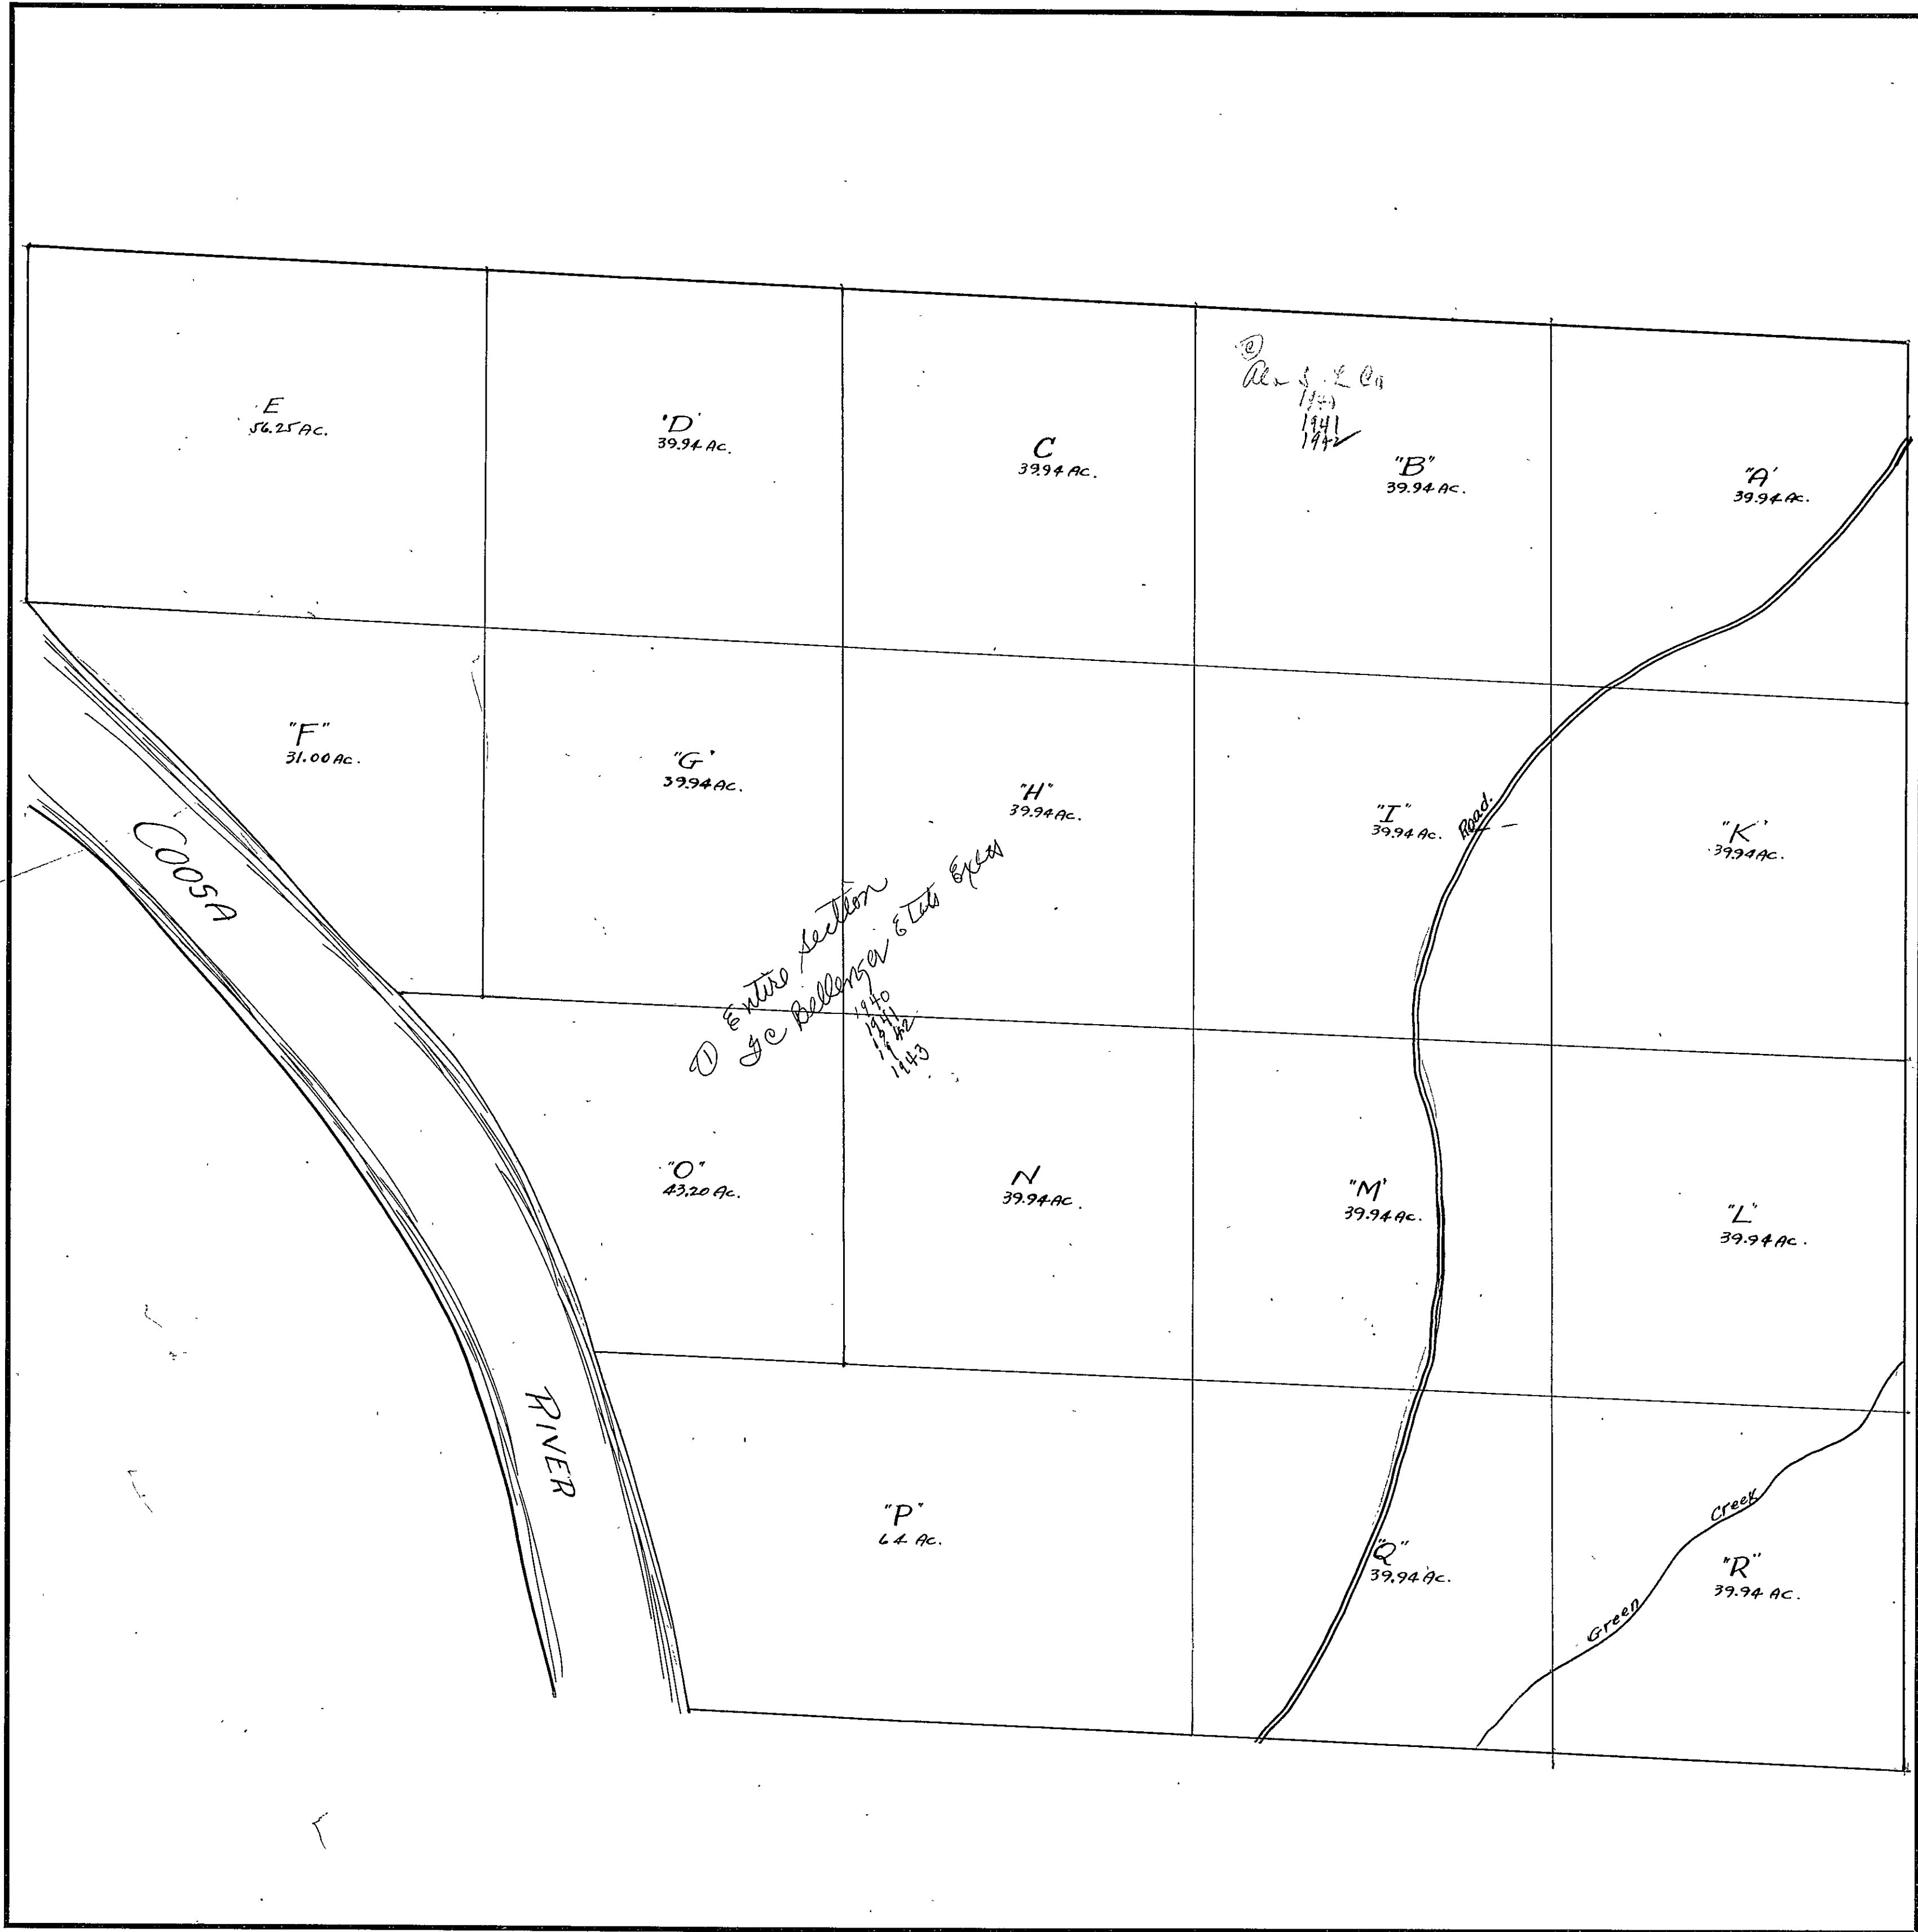 E
56.25 Ac.
'D'
39.94 Ac.
C
39.94 Ac.
1941
1942
"B"
39.94 Ac.
"A'
39.94 Ac.
"F"
31.00 Ac.
"G"
39.94 Ac.
"H"
39.94 Ac.
"I"
39.94 Ac.
Road.
"K"
39.94 Ac.
COOSA
① Entire Section
Bellenger
1940
1941
1942
1943
"O"
43.20 Ac.
N
39.94 Ac.
"M'
39.94 Ac.
"L"
39.94 Ac.
RIVER
"P"
64 Ac.
"Q"
39.94 Ac.
Green Creek
"R"
39.94 Ac.